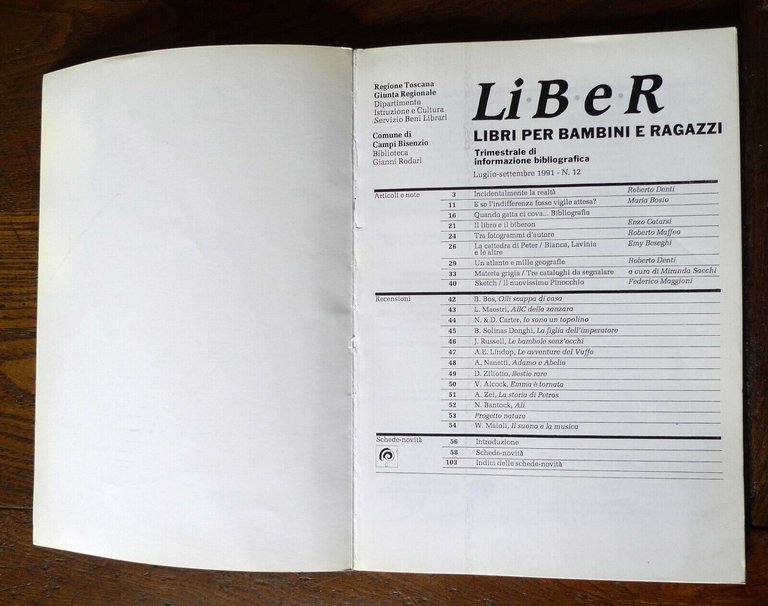 Regione Toscana
Giunta Regionale
Dipartimento
Istruzione e Cultura
Servizio Beni Librari
Comune di
Campi Bisenzio
Biblioteca
Gianni Rodari
LiBeR
LIBRI PER BAMBINI E RAGAZZI
Trimestrale di
informazione bibliografica
Luglio-settembre 1991 - N. 12
Articoli e note 3 Incidentalmente la realtà Roberto Denti
11 E se l'indifferenza fosse vigile attesa? Maria Bosio
16 Quando gatta ci cova... Bibliografia
21 Il libro e il biberon Enzo Catarsi
24 Tra fotogrammi d'autore Roberto Maffeo
26 La cattedra di Peter / Bianca, Lavinia Emy Beseghi
e le altre
29 Un atlante e mille geografie Roberto Denti
33 Materia grigia / Tre cataloghi da segnalare a cura di Miranda Sacchi
40 Sketch / Il nuovissimo Pinocchio Federico Maggioni
Recensioni 42 B. Bos, Olli scappa di casa
43 L. Maestri, ABC della zanzara
44 N. & D. Carter, Io sono un topolino
45 B. Solinas Donghi, La figlia dell'imperatore
46 J. Russell, Le bambole senz'occhi
47 A.E. Lindop, Le avventure del Vuffo
48 A. Nanetti, Adamo e Abelia
49 D. Ziliotto, Bestie rare
50 V. Alcock, Emma è tornata
51 A. Zei, La storia di Petros
52 N. Bantock, Ali
53 Progetto natura
54 W. Maioli, Il suono e la musica
Schede-novità 56 Introduzione
58 Schede-novità
103 Indici delle schede-novità